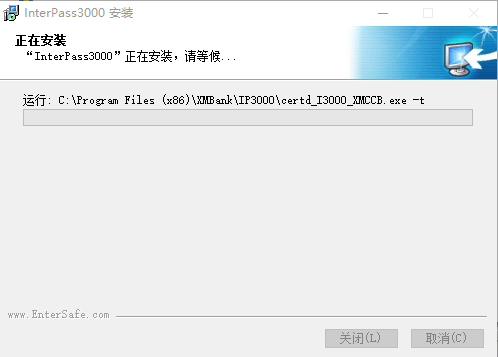 InterPass3000 安装
正在安装
“InterPass3000”正在安装，请等候...
运行: C:\Program Files (x86)\XMBank\IP3000\certd_I3000_XMCCB.exe -t
www.EnterSafe.com
关闭(L) 取消(C)